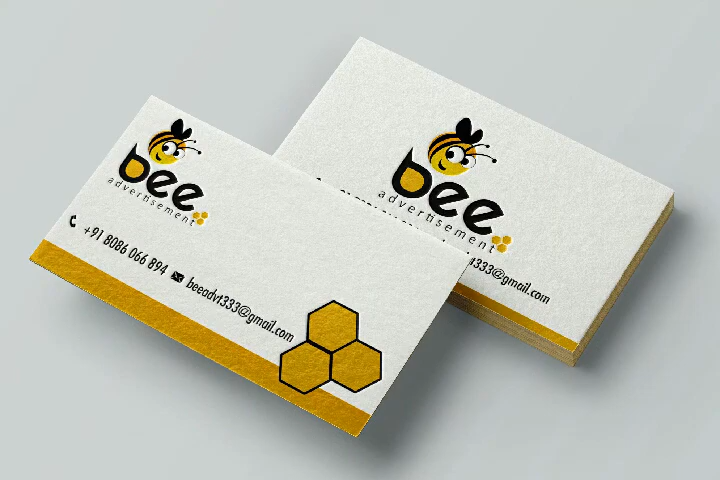 bee
advertisement
+91 8086 066 894 beeadvt333@gmail.com
bee
advertisement
333@gmail.com